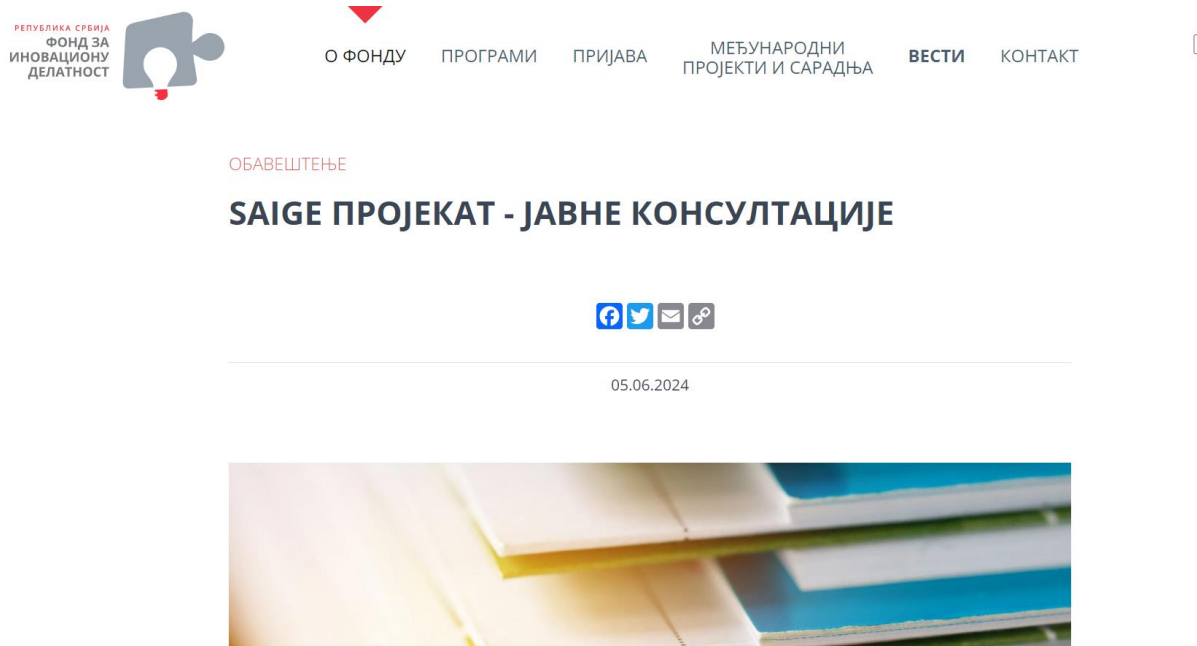 РЕПУБЛИКА СРБИЈА
ФОНД ЗА
ИНОВАЦИОНУ
ДЕЛАТНОСТ
О ФОНДУ
ПРОГРАМИ
ПРИЈАВА
МЕЂУНАРОДНИ
ПРОЈЕКТИ И САРАДЊА
ВЕСТИ
КОНТАКТ
ОБАВЕШТЕЊЕ
SAIGE ПРОЈЕКАТ - ЈАВНЕ КОНСУЛТАЦИЈЕ
05.06.2024